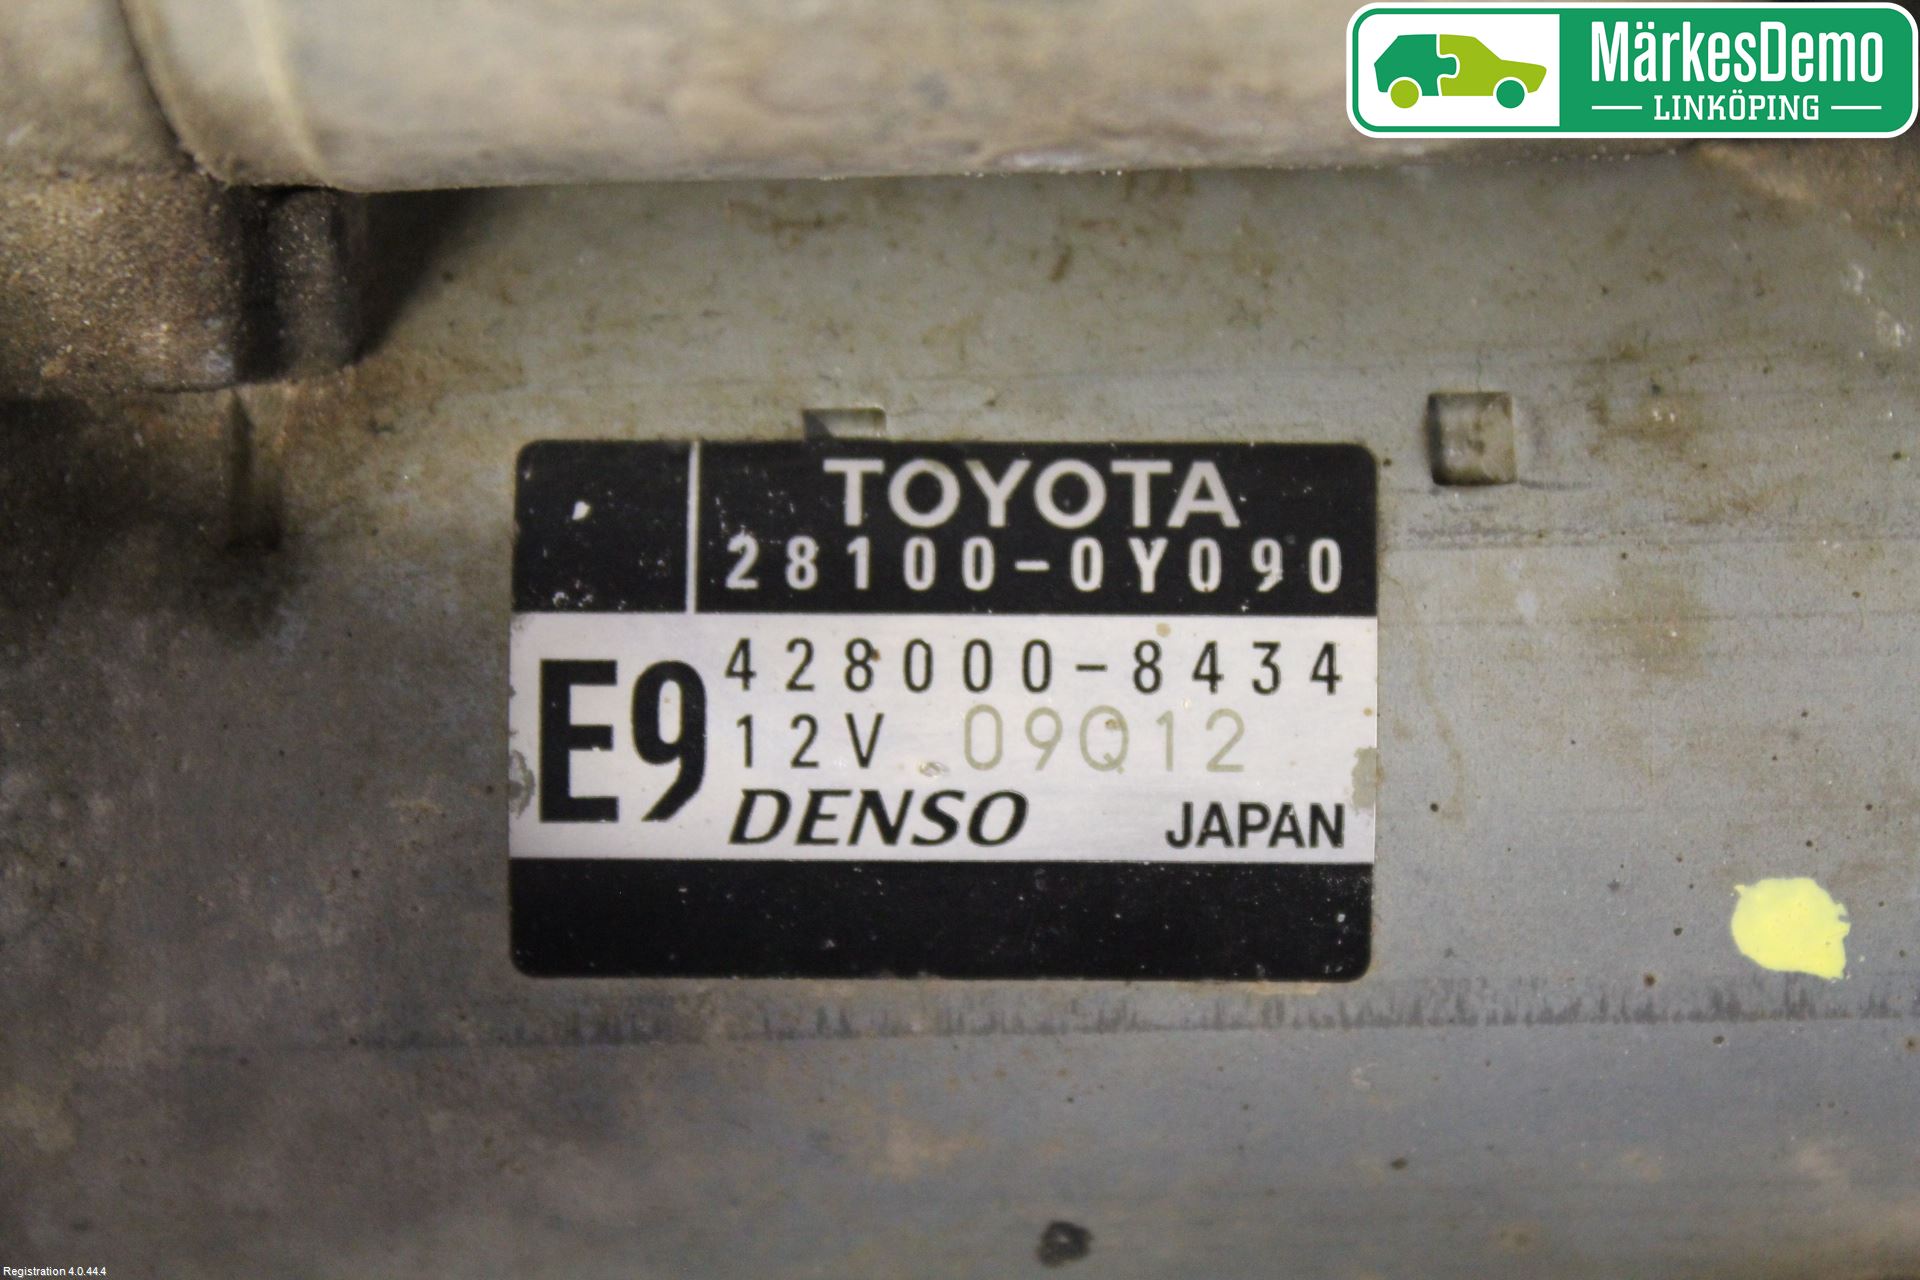 MärkesDemo
LINKÖPING
TOYOTA
28100-0Y090
E9
428000-8434
12V 09Q12
DENSO JAPAN
Registration 4.0.44.4